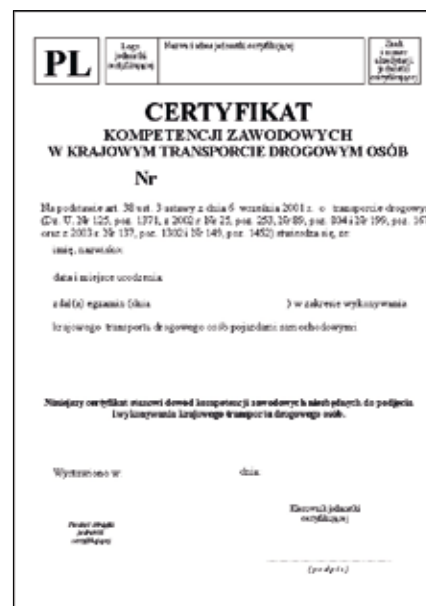 PL
Logo
jednostki
certyfikującej
Nazwa i adres jednostki certyfikującej
Znak
i numer
akredytacji
jednostki
certyfikującej
CERTYFIKAT
KOMPETENCJI ZAWODOWYCH
W KRAJOWYM TRANSPORCIE DROGOWYM OSÓB
Nr
Na podstawie art. 38 ust. 3 ustawy z dnia 6 września 2001 r. o transporcie drogowym
(Dz. U. Nr 125, poz. 1371, z 2002 r. Nr 25, poz. 253, Nr 89, poz. 804 i Nr 199, poz. 167
oraz z 2003 r. Nr 137, poz. 1302 i Nr 149, poz. 1452) stwierdza się, że:
imię, nazwisko:
data i miejsce urodzenia:
zdał(a) egzamin (dnia ) w zakresie wykonywania
krajowego transportu drogowego osób pojazdami samochodowymi
Niniejszy certyfikat stanowi dowód kompetencji zawodowych niezbędnych do podjęcia
i wykonywania krajowego transportu drogowego osób.
Wystawiono w: dnia:
Kierownik jednostki
certyfikującej
Pieczęć
jednostki
certyfikującej
(podpis)